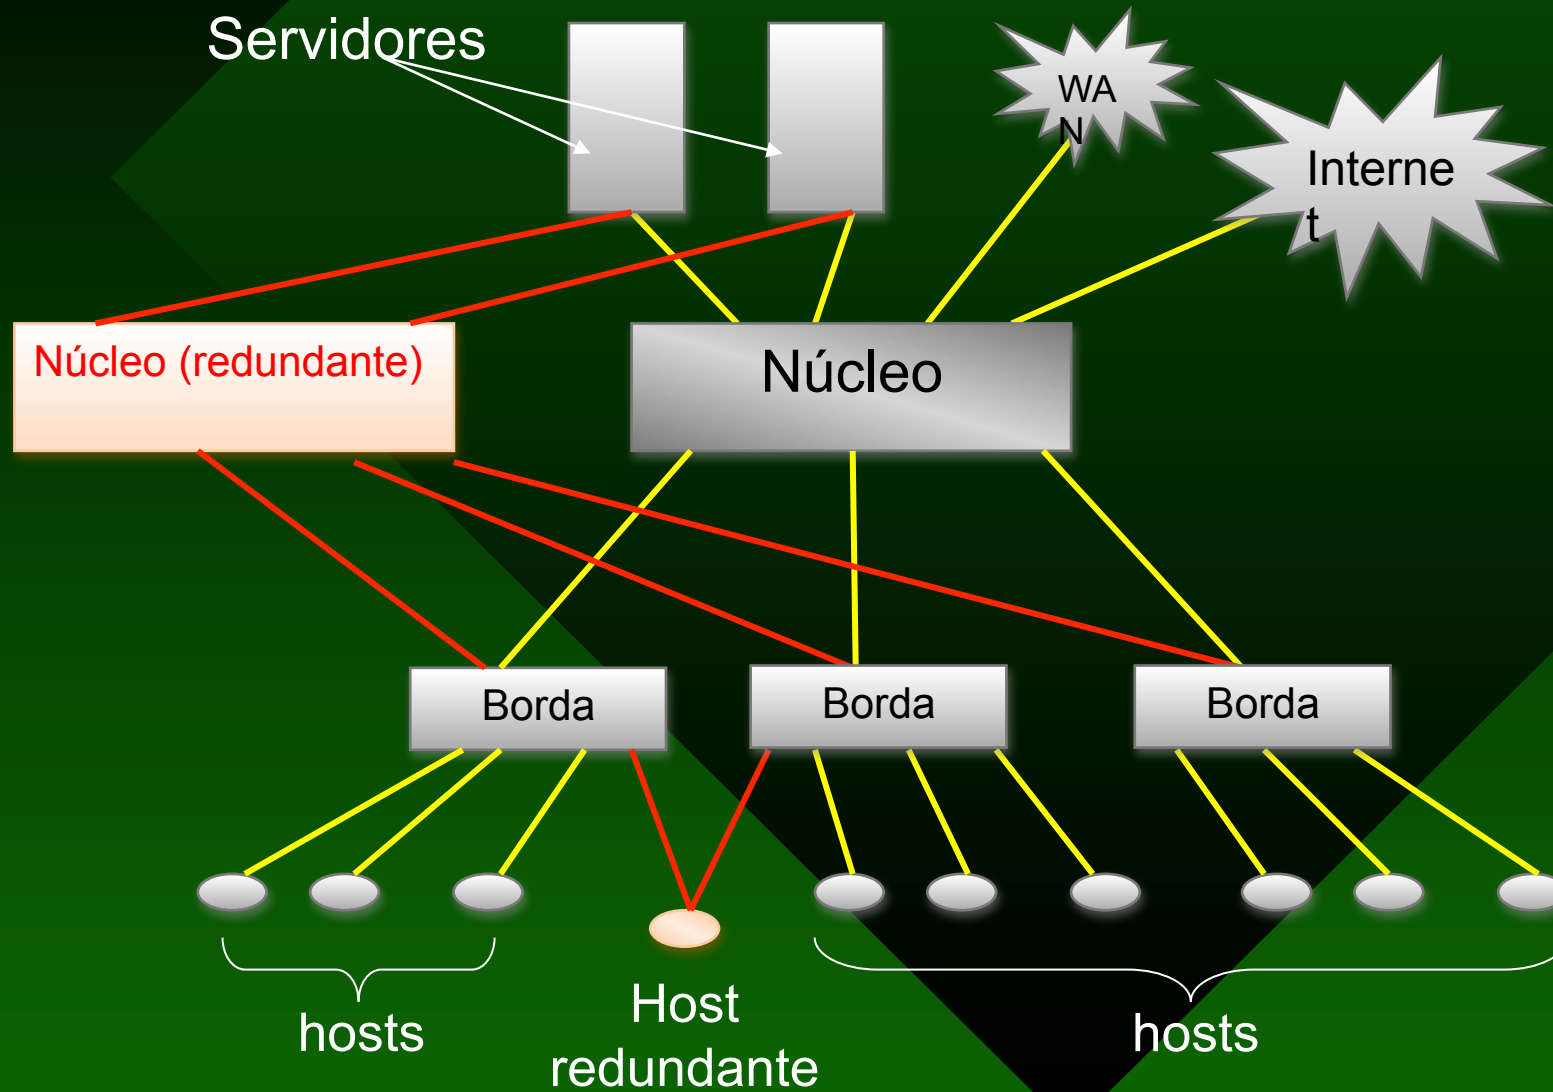 Servidores
WA
N
Interne
t
Núcleo (redundante)
Núcleo
Borda
Borda
Borda
hosts
Host
redundante
hosts